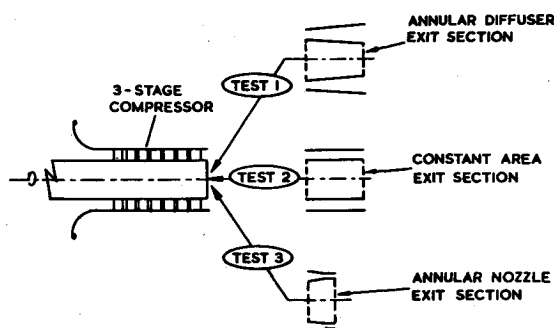 ANNULAR DIFFUSER
EXIT SECTION
TEST 1
3-STAGE
COMPRESSOR
TEST 2
CONSTANT AREA
EXIT SECTION
TEST 3
ANNULAR NOZZLE
EXIT SECTION